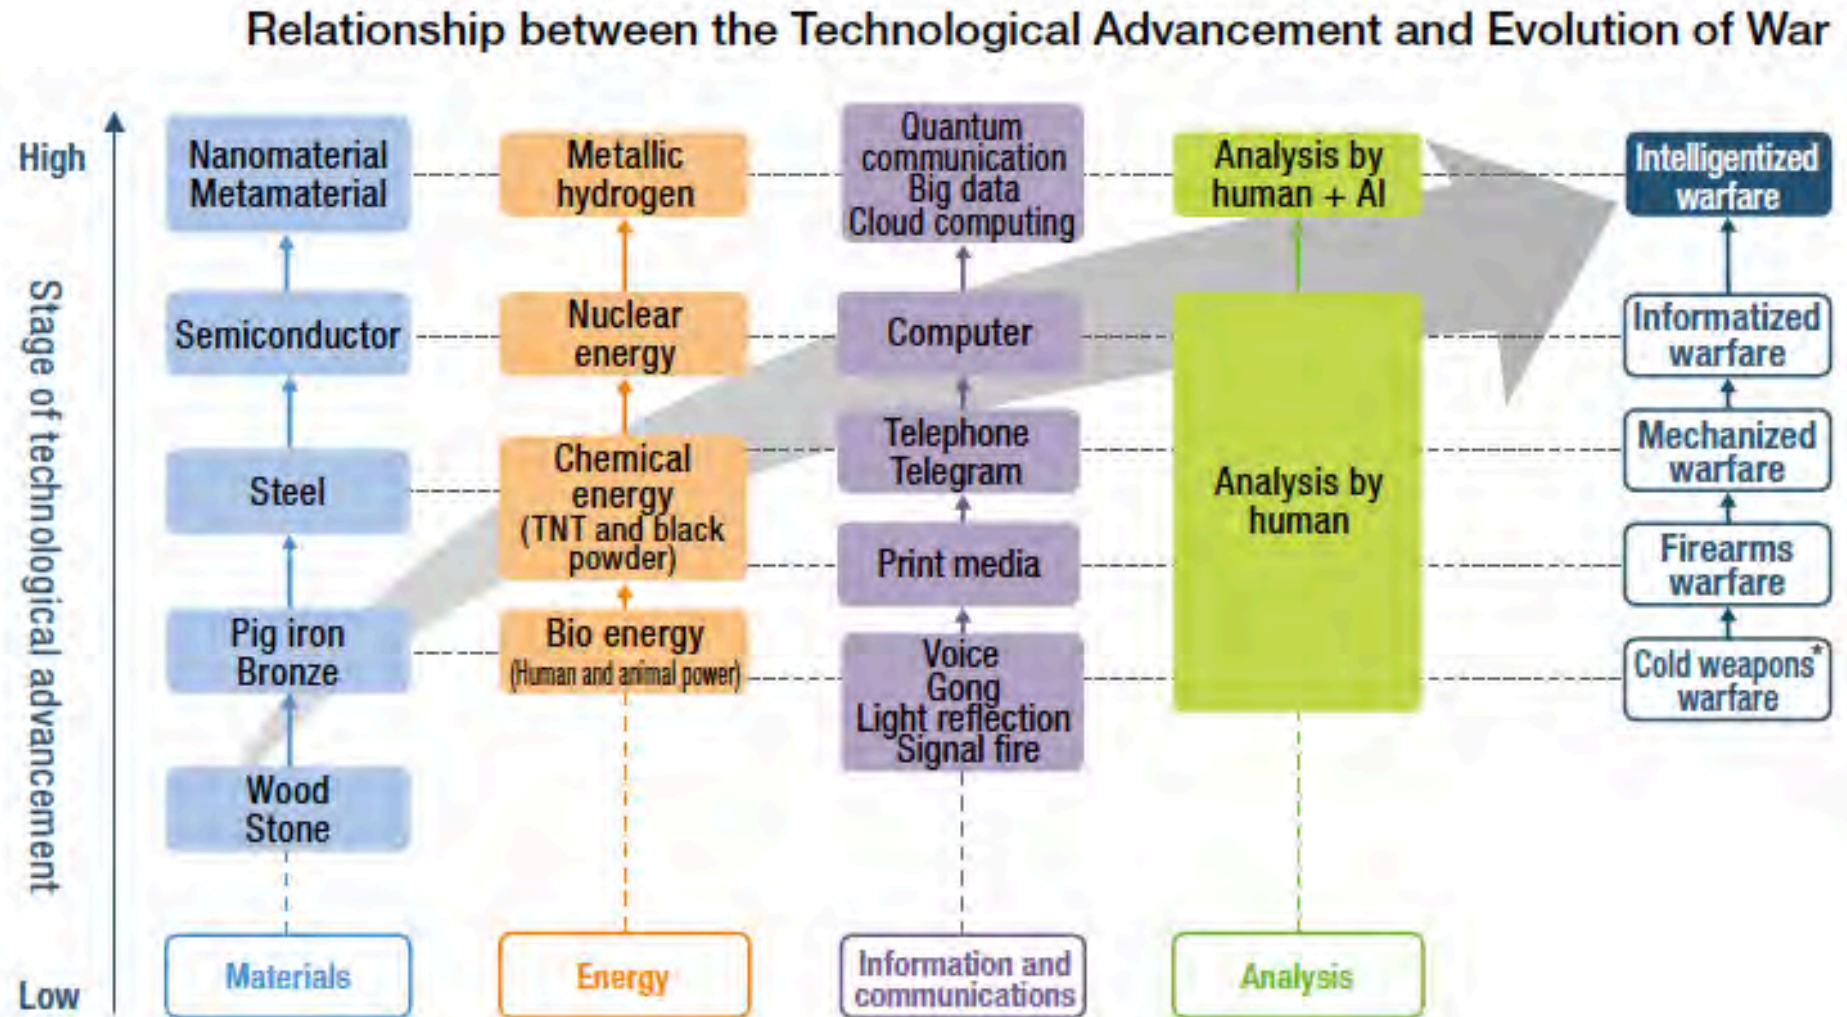 Relationship between the Technological Advancement and Evolution of War
High
Stage of technological advancement
Low
Nanomaterial
Metamaterial
Semiconductor
Steel
Pig iron
Bronze
Wood
Stone
Materials
Metallic
hydrogen
Nuclear
energy
Chemical
energy
(TNT and black
powder)
Bio energy
(Human and animal power)
Energy
Quantum
communication
Big data
Cloud computing
Computer
Telephone
Telegram
Print media
Voice
Gong
Light reflection
Signal fire
Information and
communications
Analysis by
human + AI
Analysis by
human
Analysis
Intelligentized
warfare
Informatized
warfare
Mechanized
warfare
Firearms
warfare
Cold weapons*
warfare